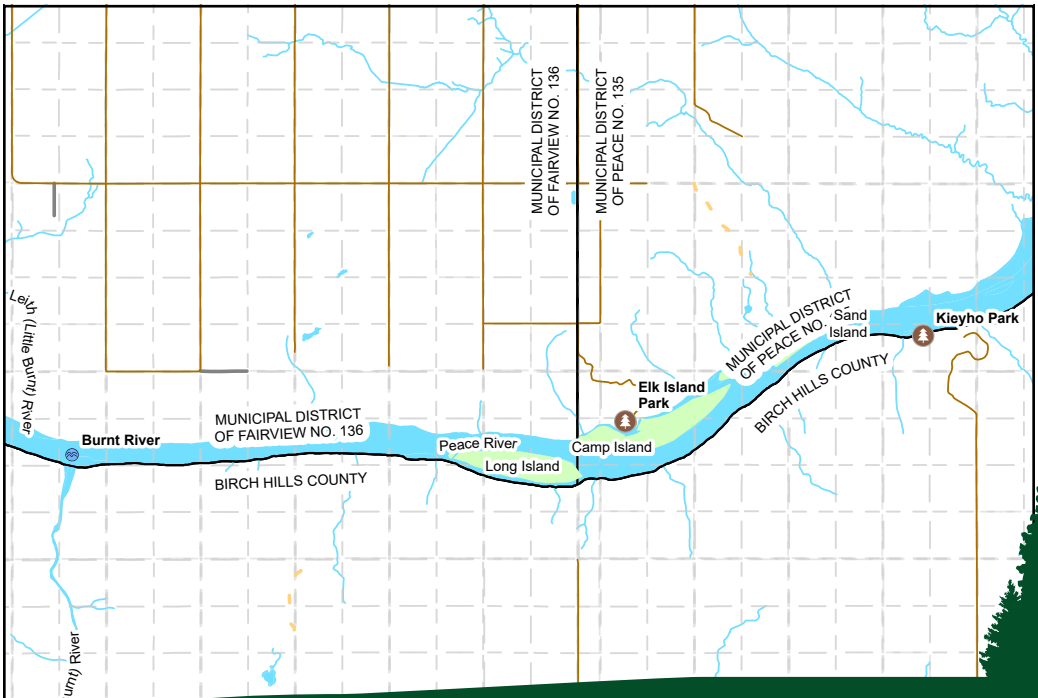 MUNICIPAL DISTRICT
OF FAIRVIEW NO. 136
MUNICIPAL DISTRICT
OF PEACE NO. 135
Leith (Little Burnt) River
MUNICIPAL DISTRICT
OF PEACE NO.
Sand
Island
Kieyho Park
BIRCH HILLS COUNTY
Elk Island
Park
Camp Island
MUNICIPAL DISTRICT
OF FAIRVIEW NO. 136
Burnt River
Peace River
Long Island
BIRCH HILLS COUNTY
urnt) River